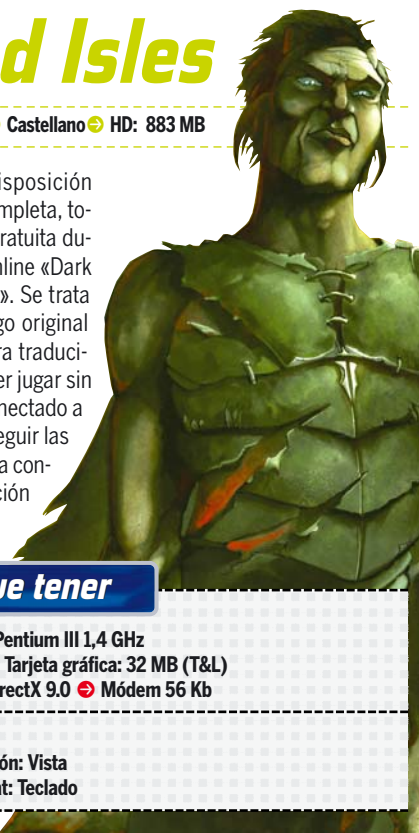 d Isles
Castellano HD: 883 MB
isposición
mpleta, to-
ratuita du-
nline «Dark
». Se trata
go original
ra traduci-
er jugar sin
nectado a
eguir las
a con-
ción
ue tener
Pentium III 1,4 GHz
Tarjeta gráfica: 32 MB (T&L)
rectX 9.0 Módem 56 Kb
ón: Vista
nt: Teclado